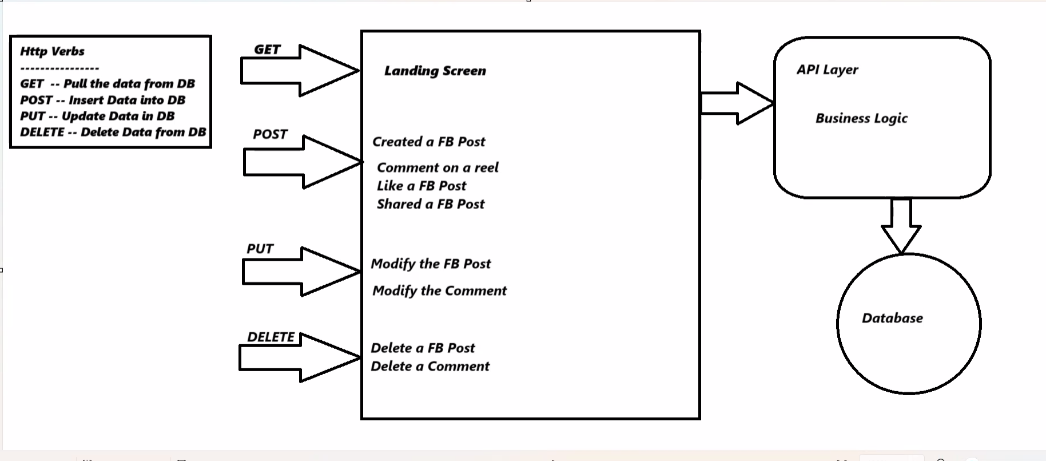 Http Verbs
----------------
GET -- Pull the data from DB
POST -- Insert Data into DB
PUT -- Update Data in DB
DELETE -- Delete Data from DB
GET
Landing Screen
POST
Created a FB Post
Comment on a reel
Like a FB Post
Shared a FB Post
PUT
Modify the FB Post
Modify the Comment
DELETE
Delete a FB Post
Delete a Comment
API Layer
Business Logic
Database